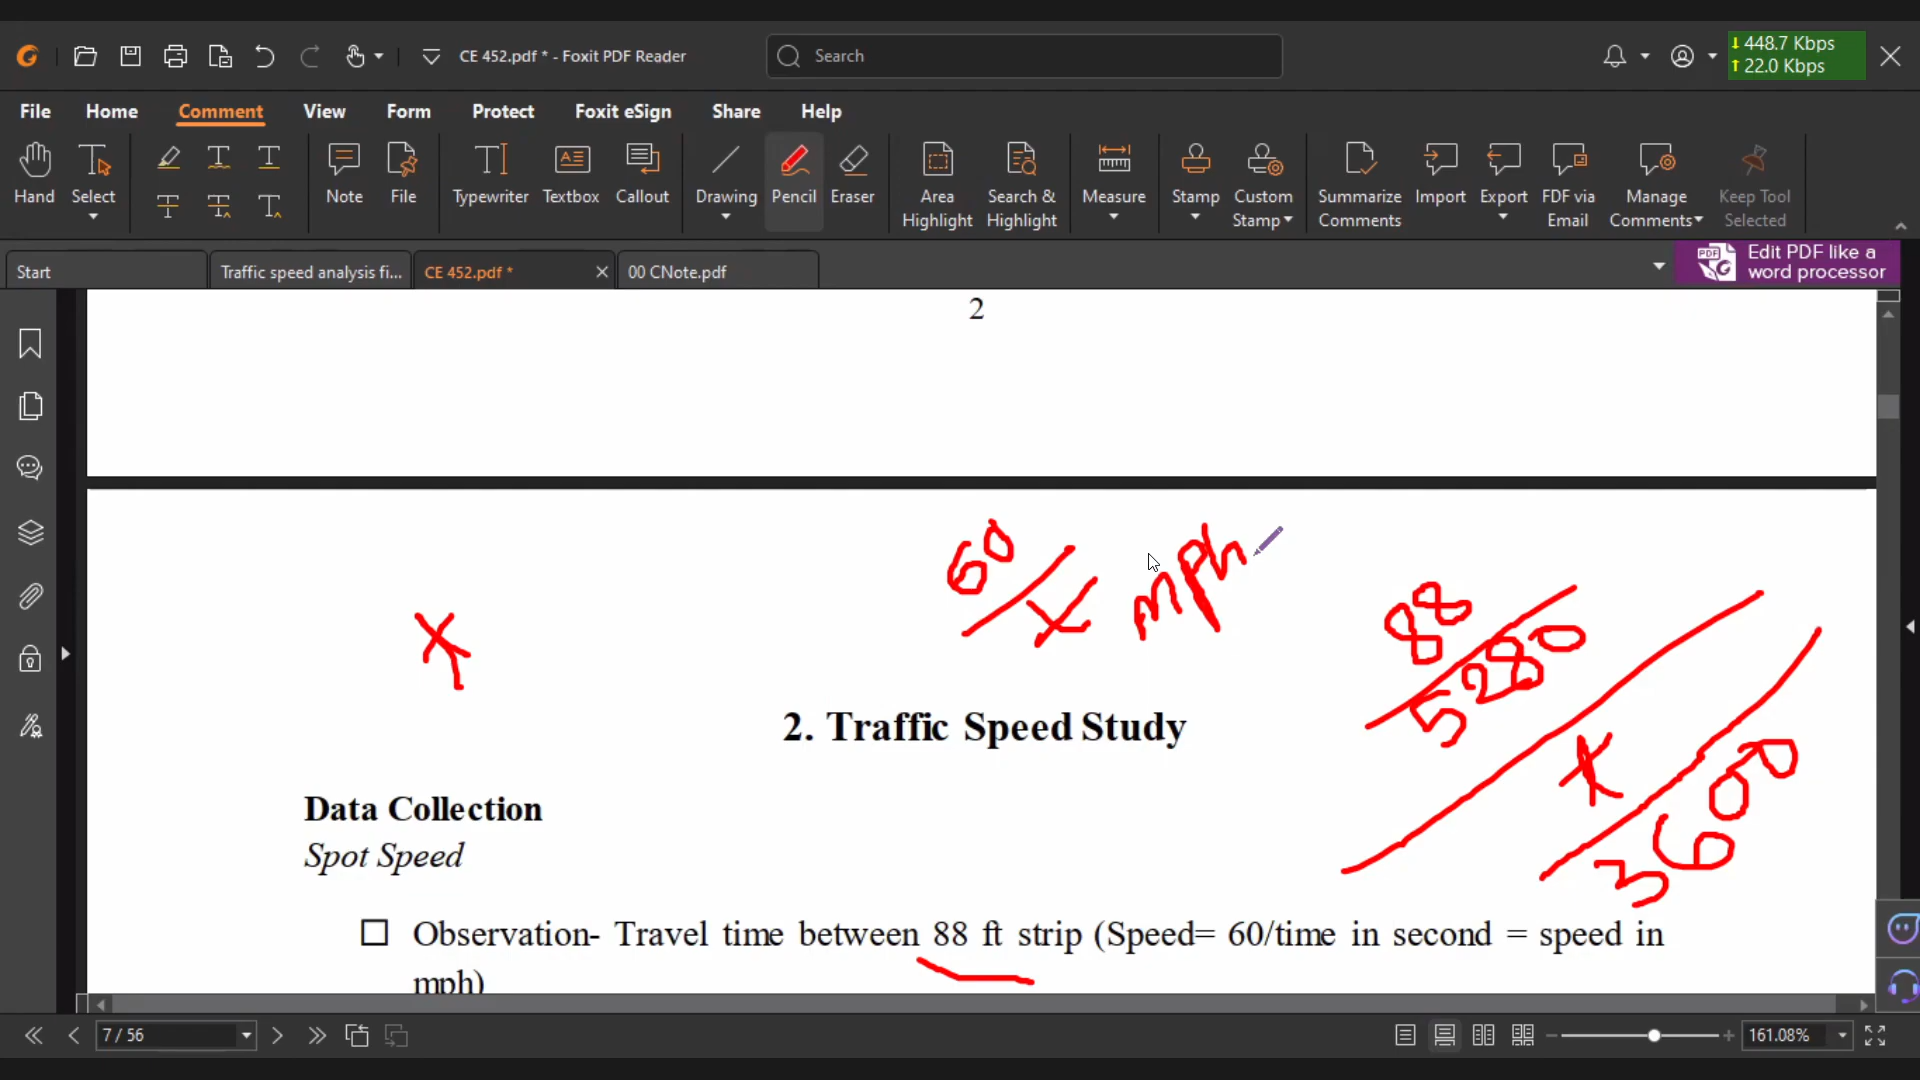 CE 452.pdf * - Foxit PDF Reader
Search
448.7 Kbps
22.0 Kbps
File Home Comment View Form Protect Foxit eSign Share Help
Hand Select Note File Typewriter Textbox Callout Drawing Pencil Eraser Area Highlight Search & Highlight Measure Stamp Custom Stamp Summarize Comments Import Export FDF via Email Manage Comments Keep Tool Selected
Start Traffic speed analysis fi... CE 452.pdf * 00 CNote.pdf
Edit PDF like a
word processor
2
60/t mph
88/5280
t/3600
2. Traffic Speed Study
Data Collection
Spot Speed
Observation- Travel time between 88 ft strip (Speed= 60/time in second = speed in
mph)
7 / 56
161.08%